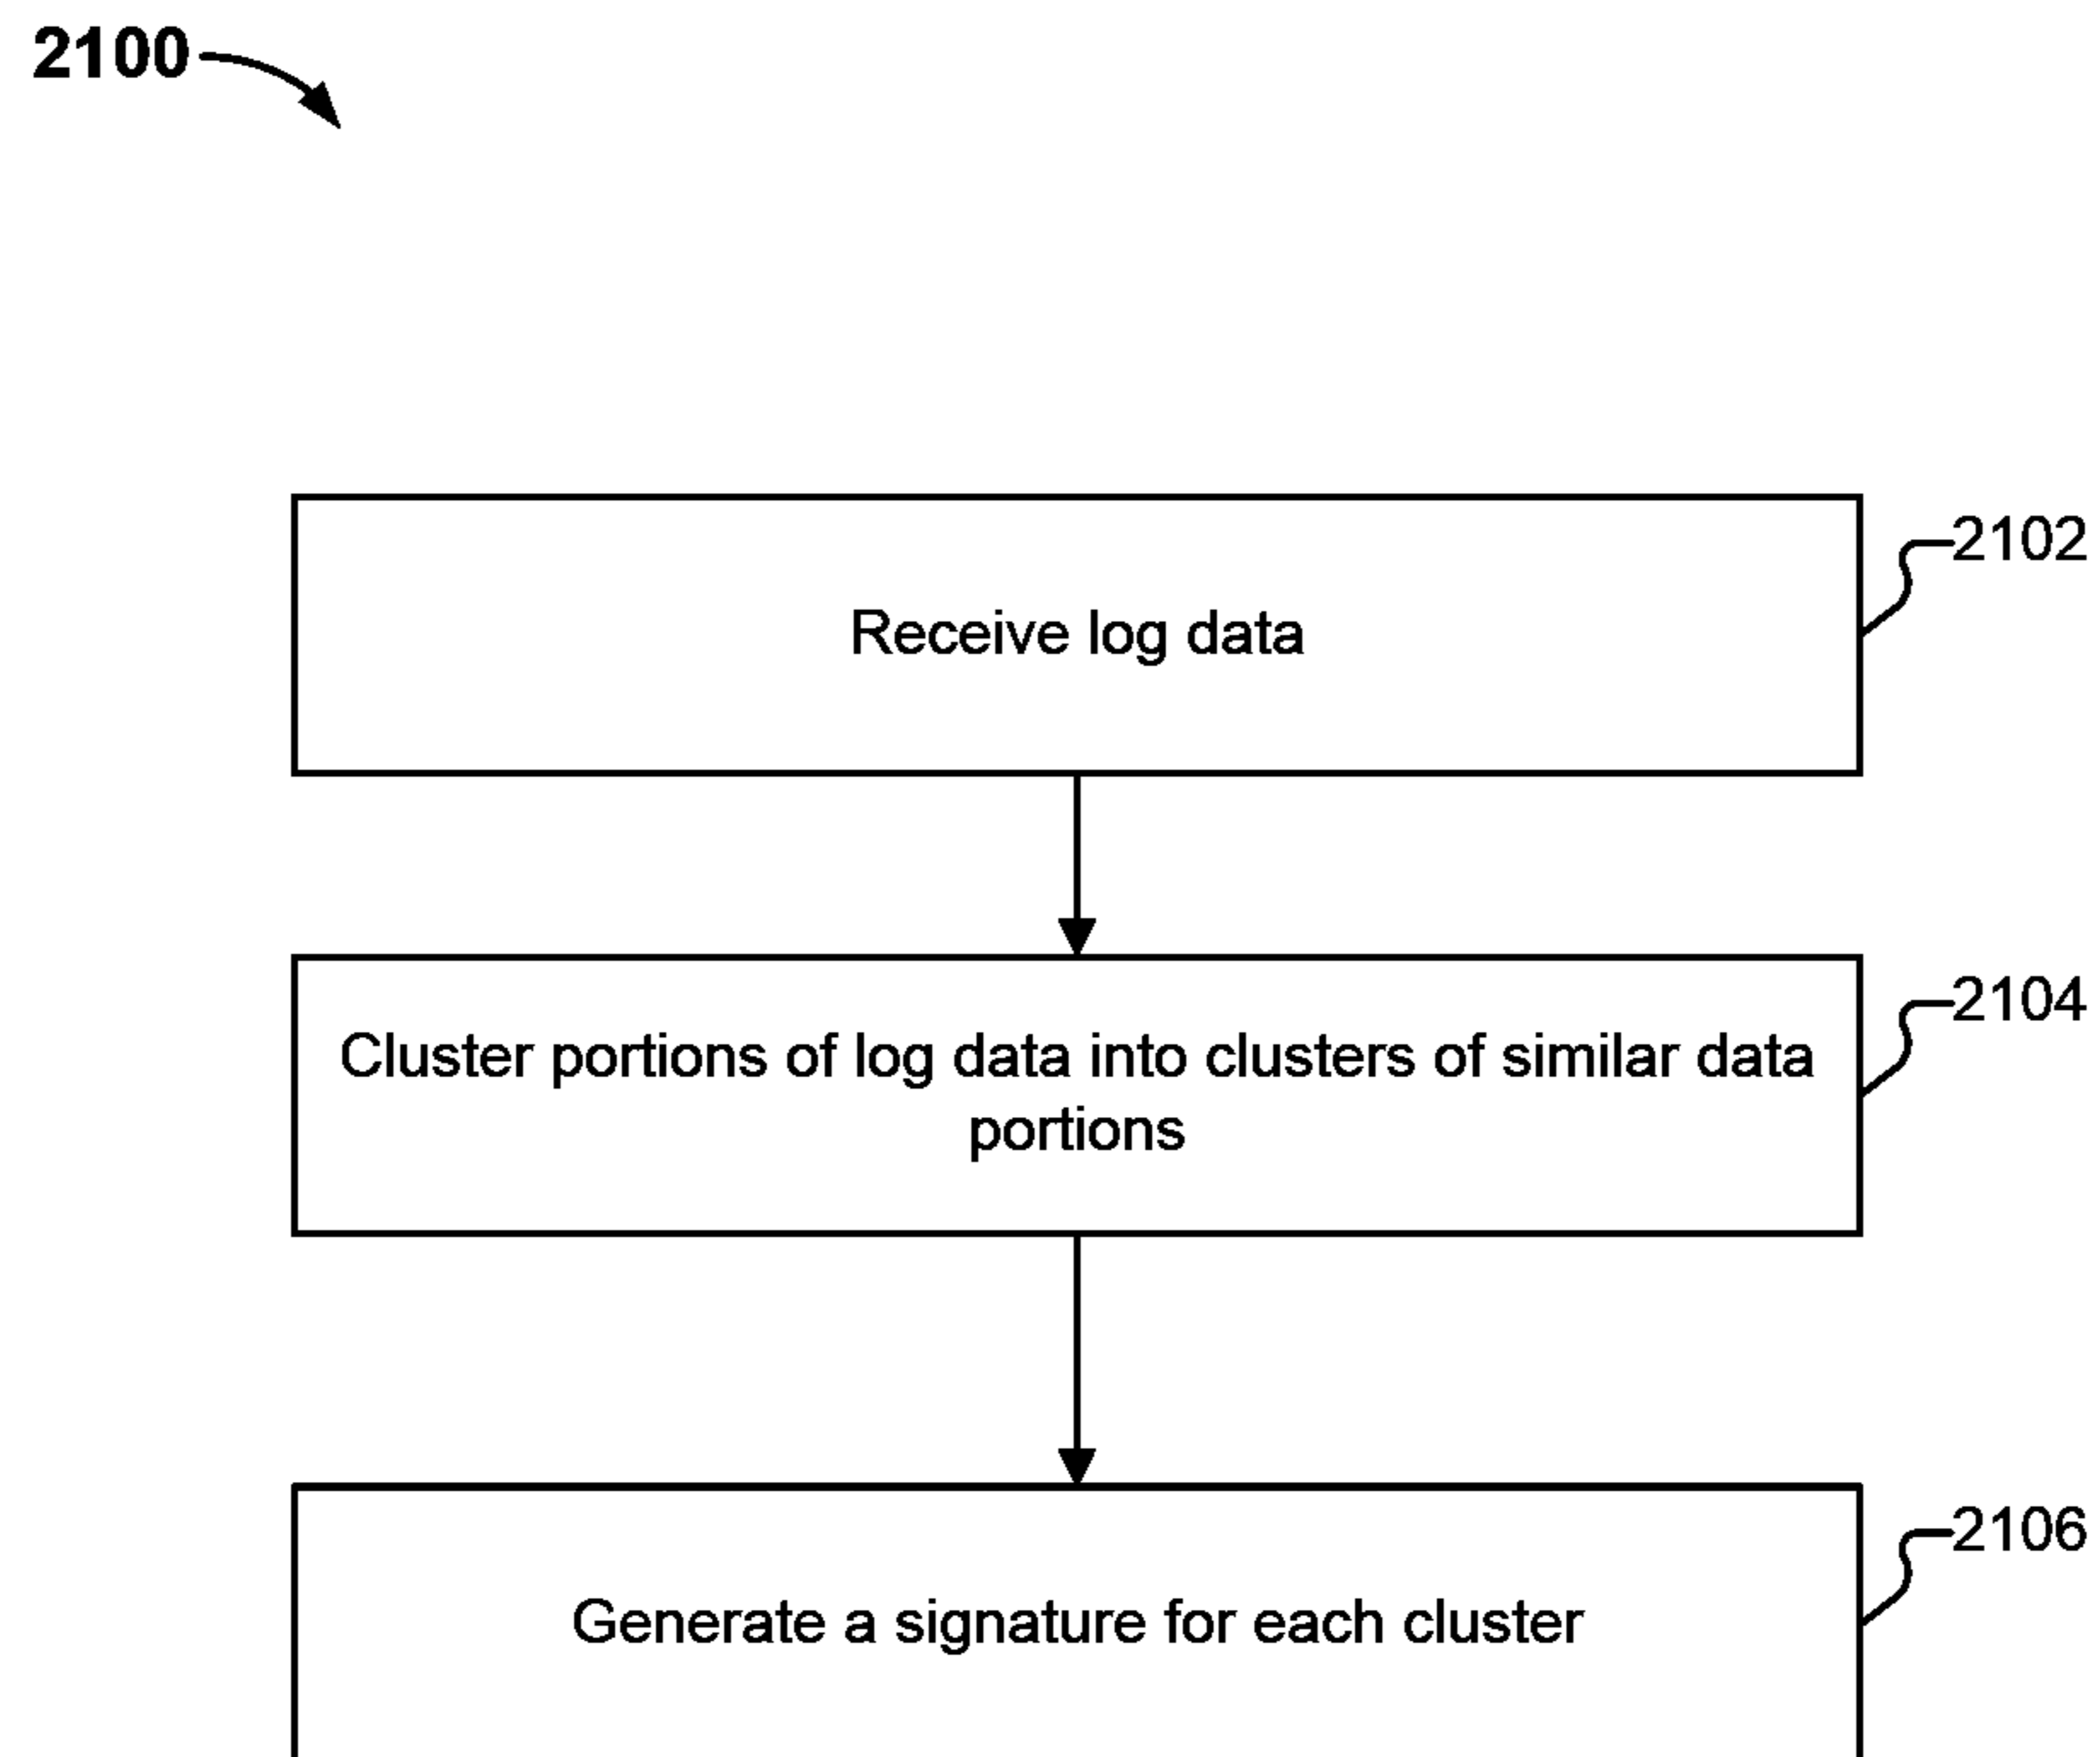 2100
Receive log data
2102
Cluster portions of log data into clusters of similar data
portions
2104
Generate a signature for each cluster
2106